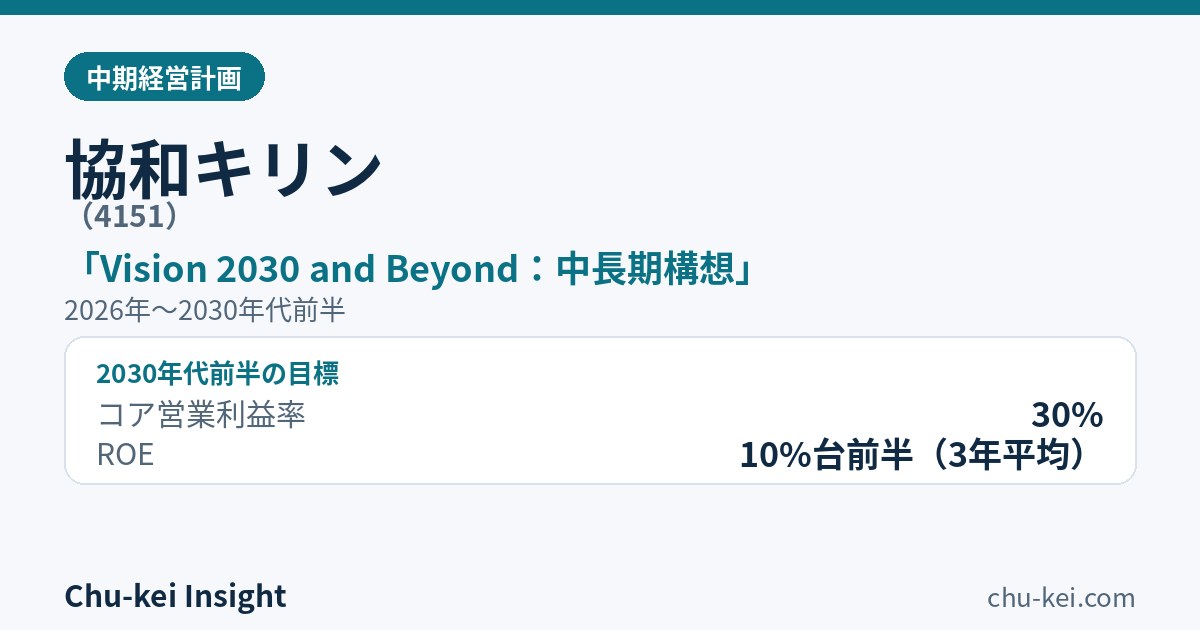 中期経営計画
協和キリン
（4151）
「Vision 2030 and Beyond：中長期構想」
2026年〜2030年代前半
2030年代前半の目標
コア営業利益率 30%
ROE 10%台前半（3年平均）
Chu-kei Insight chu-kei.com